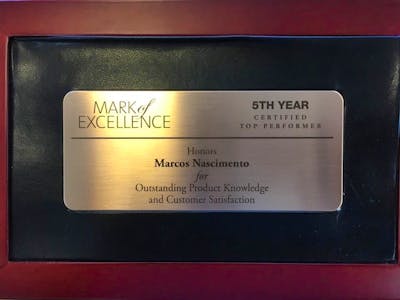 MARK of
EXCELLENCE
5TH YEAR
CERTIFIED
TOP PERFORMER
Honors
Marcos Nascimento
for
Outstanding Product Knowledge
and Customer Satisfaction